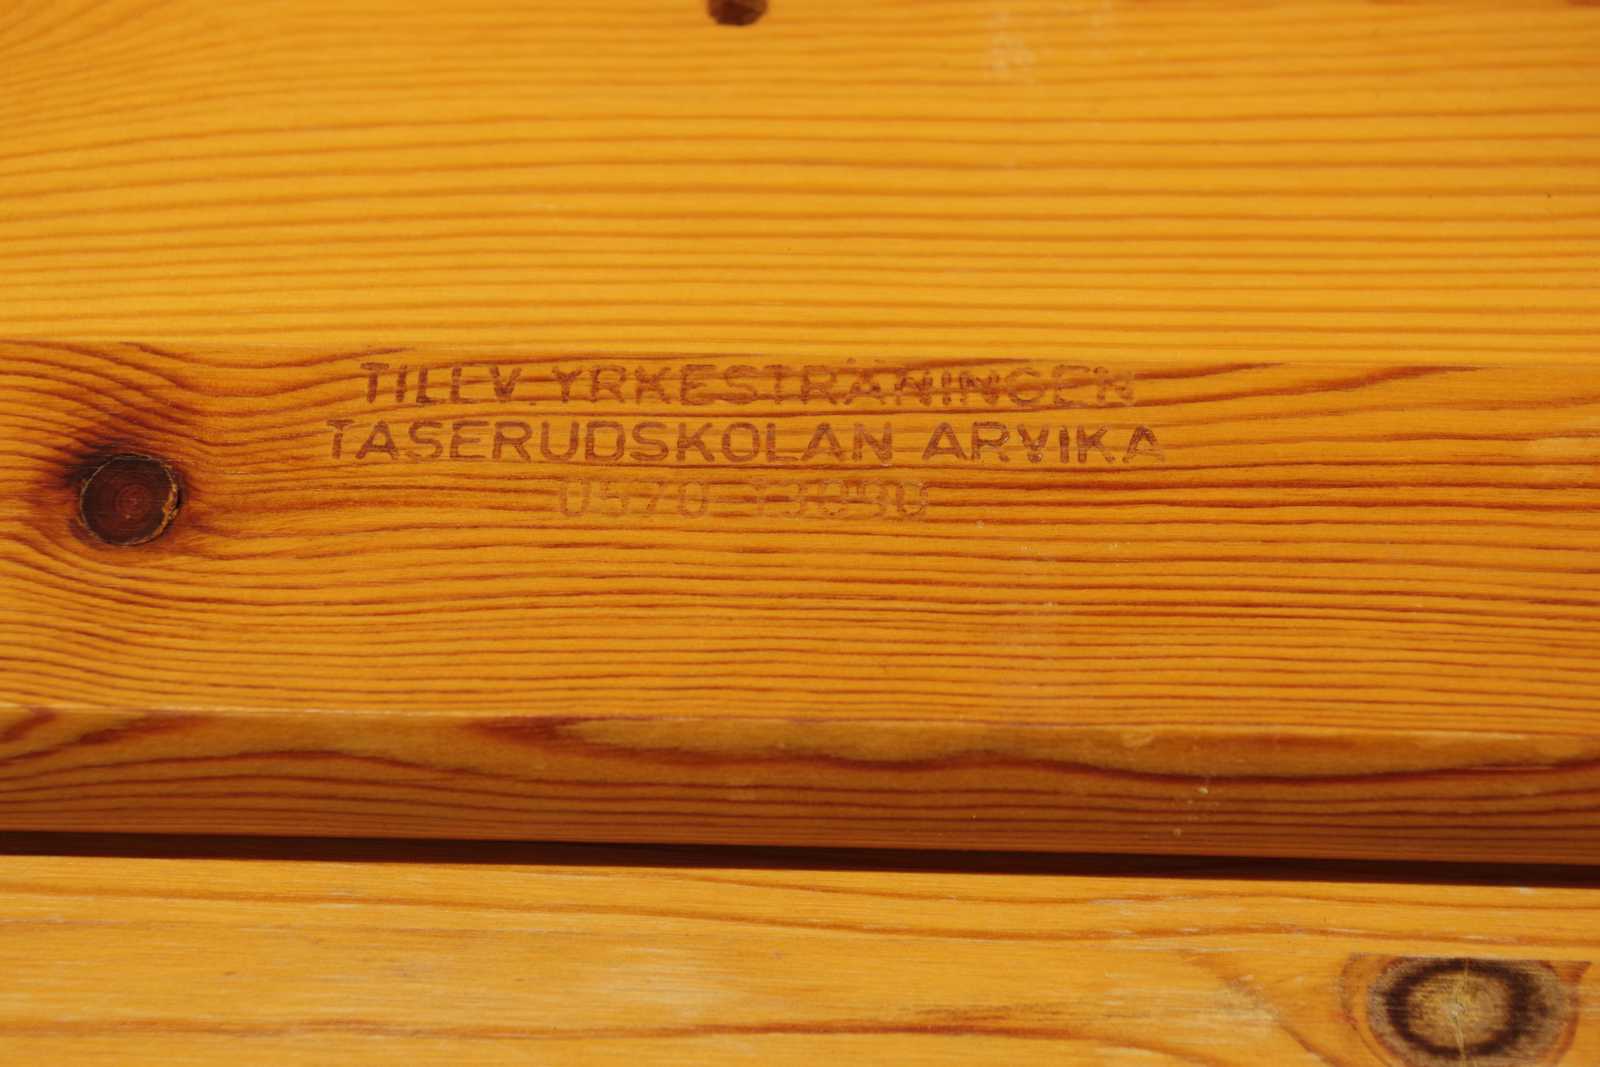 TILLV. YRKESTRÄNINGEN
TASERUDSKOLAN ARVIKA